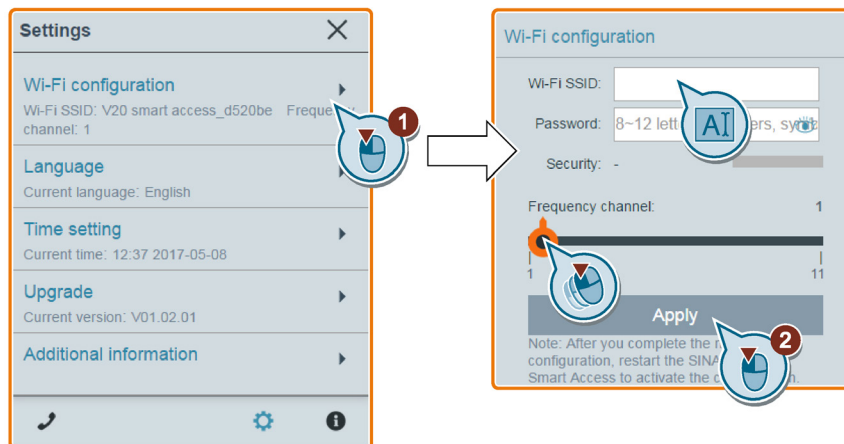 Settings
Wi-Fi configuration
Wi-Fi SSID: V20 smart access_d520be
channel: 1
1
Language
Current language: English
Time setting
Current time: 12:37 2017-05-08
Upgrade
Current version: V01.02.01
Additional information
Wi-Fi configuration
Wi-Fi SSID:
Password: 8~12
AI
Security: -
Frequency channel: 1
1 11
Apply
2
Note: After you complete the
configuration, restart the
Smart Access to activate the